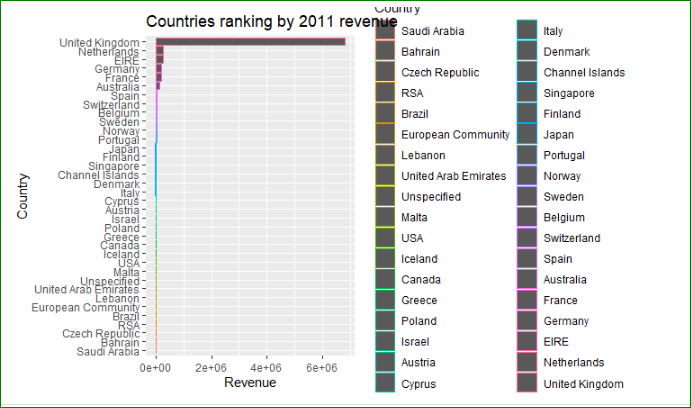 Countries ranking by 2011 revenue
Country
United Kingdom
Netherlands
EIRE
Germany
France
Australia
Spain
Switzerland
Belgium
Sweden
Norway
Portugal
Japan
Finland
Singapore
Channel Islands
Denmark
Italy
Cyprus
Austria
Israel
Poland
Greece
Canada
Iceland
USA
Malta
Unspecified
United Arab Emirates
Lebanon
European Community
Brazil
RSA
Czech Republic
Bahrain
Saudi Arabia
0e+00 2e+06 4e+06 6e+06
Revenue
Country
Saudi Arabia
Bahrain
Czech Republic
RSA
Brazil
European Community
Lebanon
United Arab Emirates
Unspecified
Malta
USA
Iceland
Canada
Greece
Poland
Israel
Austria
Cyprus
Italy
Denmark
Channel Islands
Singapore
Finland
Japan
Portugal
Norway
Sweden
Belgium
Switzerland
Spain
Australia
France
Germany
EIRE
Netherlands
United Kingdom